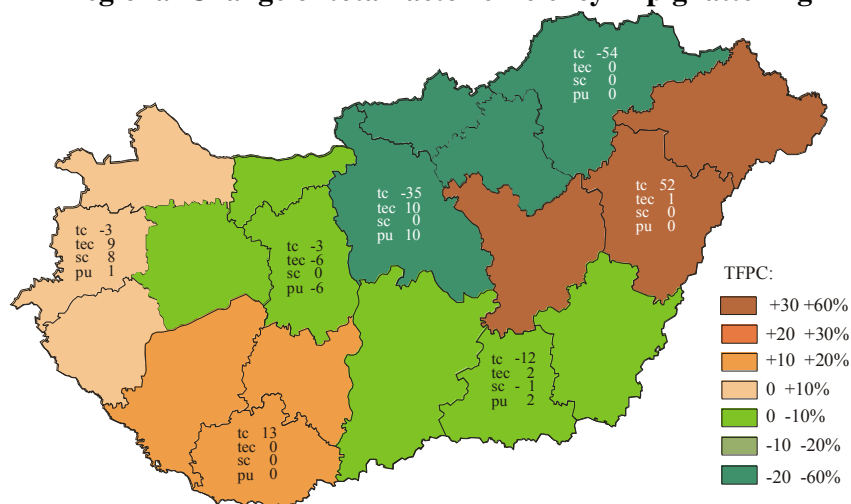 tc -54
tec 0
sc 0
pu 0
tc -35
tec 10
sc 0
pu 10
tc 52
tec 1
sc 0
pu 0
tc -3
tec 9
sc 8
pu 1
tc -3
tec -6
sc 0
pu -6
tc -12
tec 2
sc - 1
pu 2
tc 13
tec 0
sc 0
pu 0
TFPC:
+30 +60%
+20 +30%
+10 +20%
0 +10%
0 -10%
-10 -20%
-20 -60%